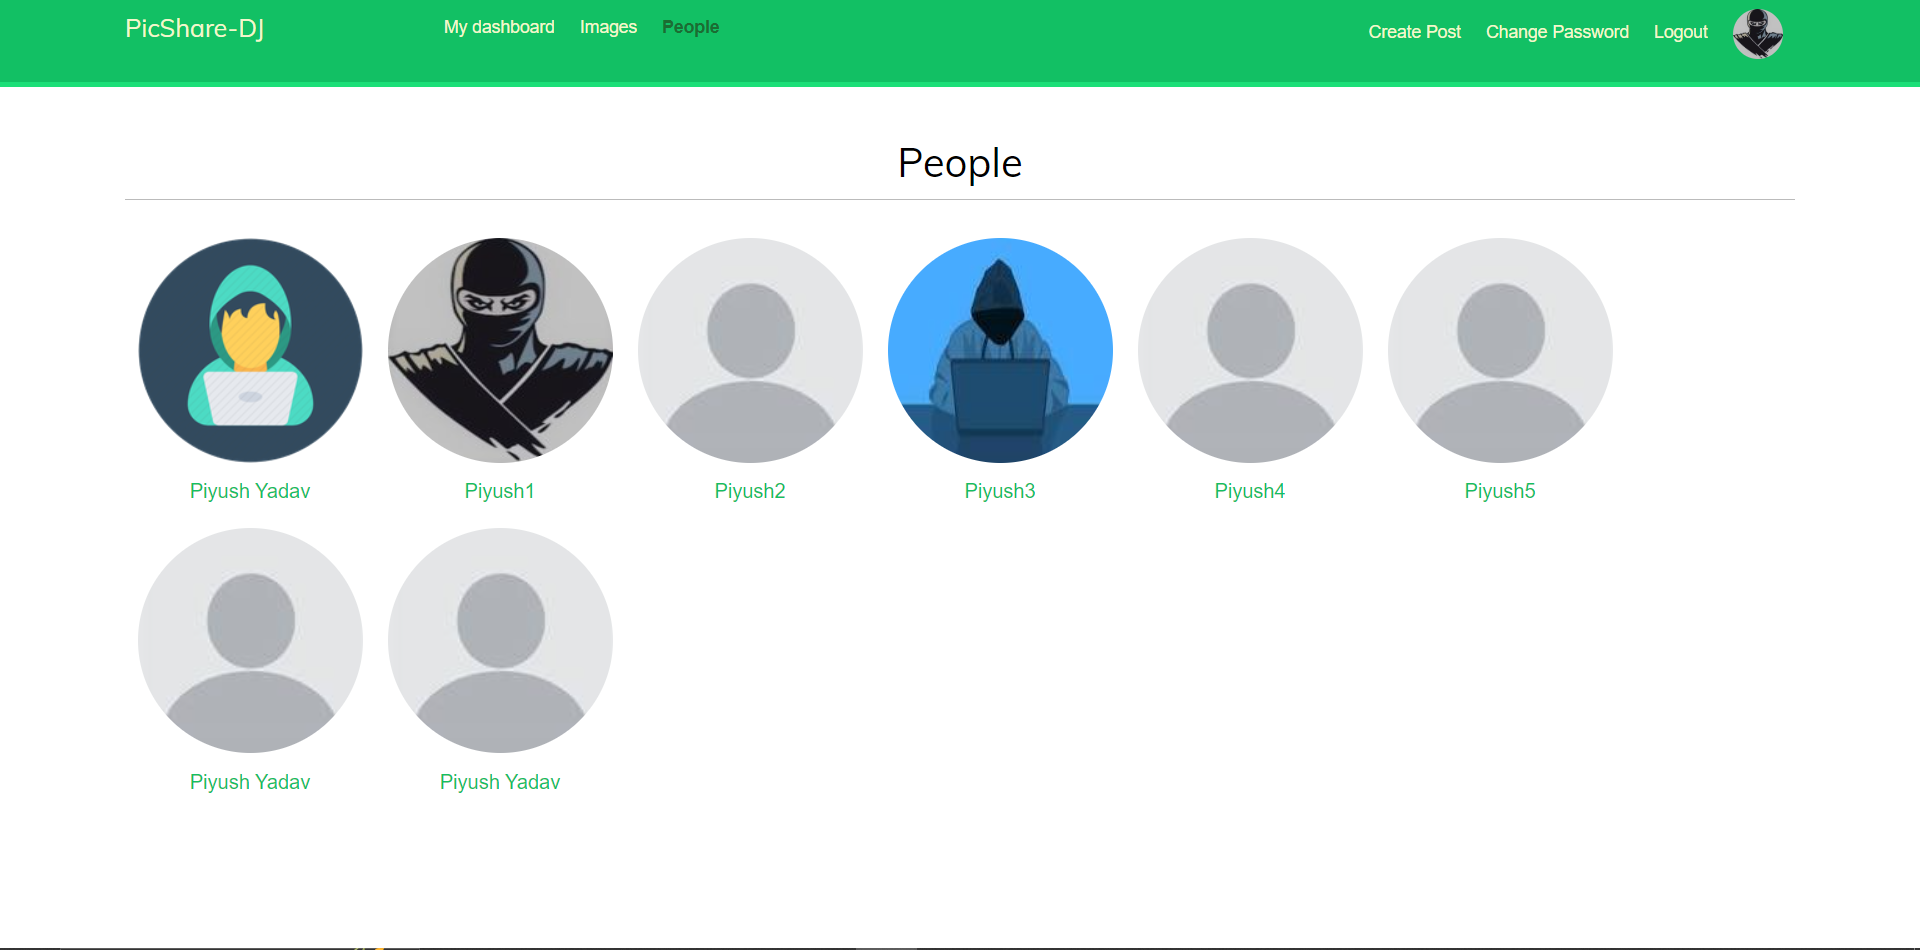 PicShare-DJ
My dashboard Images People
Create Post Change Password Logout
People
Piyush Yadav Piyush1 Piyush2 Piyush3 Piyush4 Piyush5
Piyush Yadav Piyush Yadav